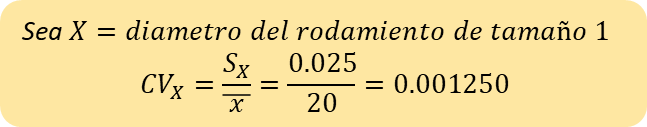 Sea X = diametro del rodamiento de tamaño 1
CV_X = S_X / x̅ = 0.025 / 20 = 0.001250